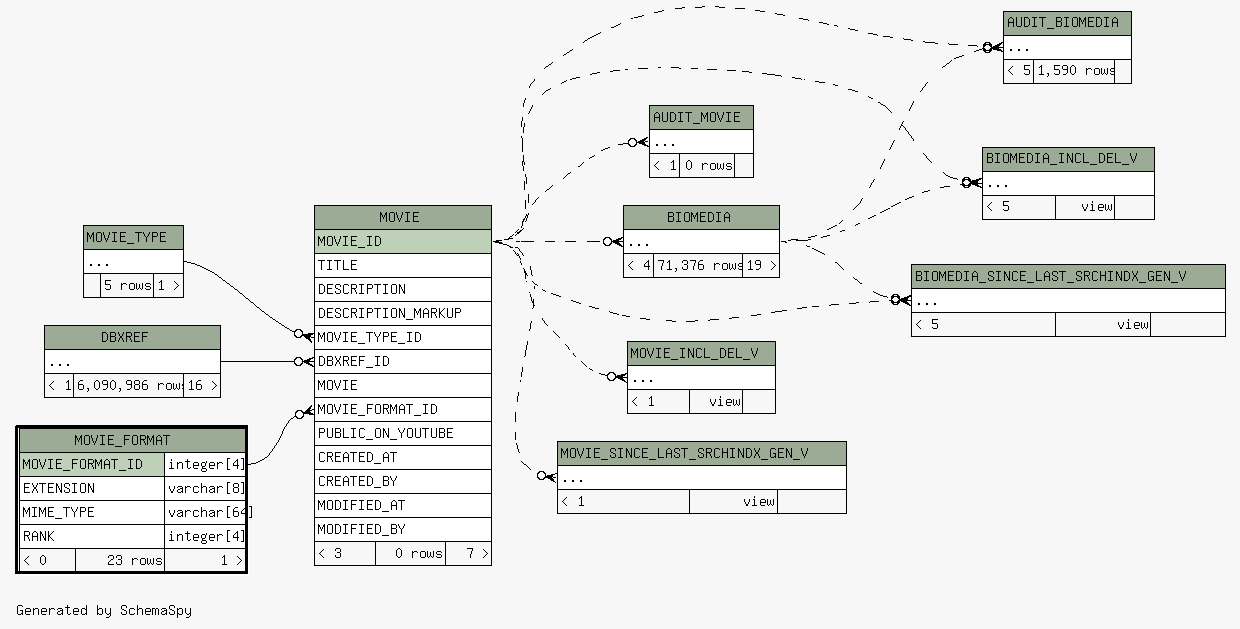 AUDIT_BIOMEDIA
...
< 5 1,590 rows
AUDIT_MOVIE
...
< 1 0 rows
BIOMEDIA_INCL_DEL_V
...
< 5 view
MOVIE
MOVIE_ID
TITLE
DESCRIPTION
DESCRIPTION_MARKUP
MOVIE_TYPE_ID
DBXREF_ID
MOVIE
MOVIE_FORMAT_ID
PUBLIC_ON_YOUTUBE
CREATED_AT
CREATED_BY
MODIFIED_AT
MODIFIED_BY
< 3 0 rows 7 >
BIOMEDIA
...
< 4 71,376 rows 19 >
MOVIE_TYPE
...
5 rows 1 >
BIOMEDIA_SINCE_LAST_SRCHINDX_GEN_V
...
< 5 view
DBXREF
...
< 1 6,090,986 rows 16 >
MOVIE_INCL_DEL_V
...
< 1 view
MOVIE_FORMAT
MOVIE_FORMAT_ID integer[4]
EXTENSION varchar[8]
MIME_TYPE varchar[64]
RANK integer[4]
< 0 23 rows 1 >
MOVIE_SINCE_LAST_SRCHINDX_GEN_V
...
< 1 view
Generated by SchemaSpy